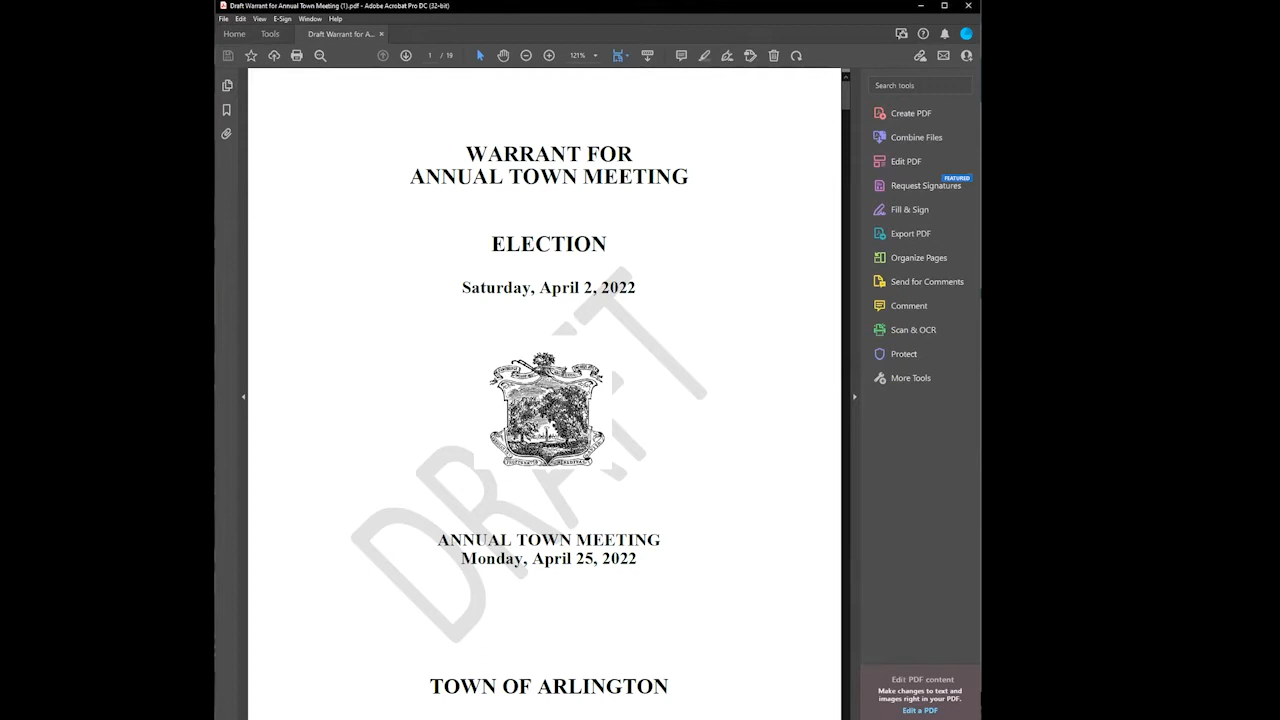 Draft Warrant for Annual Town Meeting (1).pdf - Adobe Acrobat Pro DC (32-bit)
File Edit View E-Sign Window Help
Home Tools Draft Warrant for A... ×
1 / 19 121%
Search tools
Create PDF
Combine Files
Edit PDF
FEATURED
Request Signatures
Fill & Sign
Export PDF
Organize Pages
Send for Comments
Comment
Scan & OCR
Protect
More Tools
WARRANT FOR
ANNUAL TOWN MEETING
ELECTION
Saturday, April 2, 2022
DRAFT
ANNUAL TOWN MEETING
Monday, April 25, 2022
TOWN OF ARLINGTON
Edit PDF content
Make changes to text and
images right in your PDF.
Edit a PDF